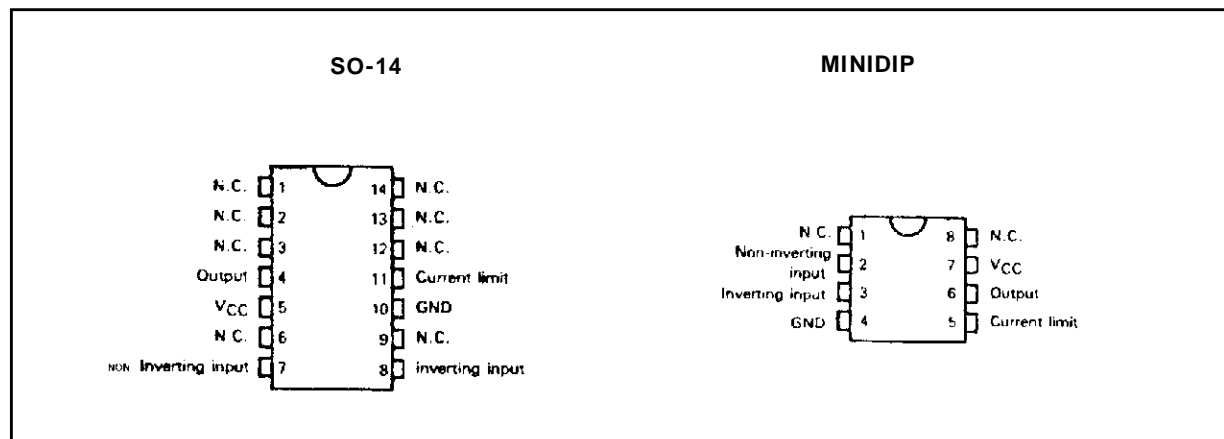 SO-14
MINIDIP
N.C. 1 14 N.C.
N.C. 2 13 N.C.
N.C. 3 12 N.C.
Output 4 11 Current limit
VCC 5 10 GND
N.C. 6 9 N.C.
NON Inverting input 7 8 inverting input
N.C. 1 8 N.C.
Non-inverting
input 2 7 VCC
Inverting input 3 6 Output
GND 4 5 Current limit